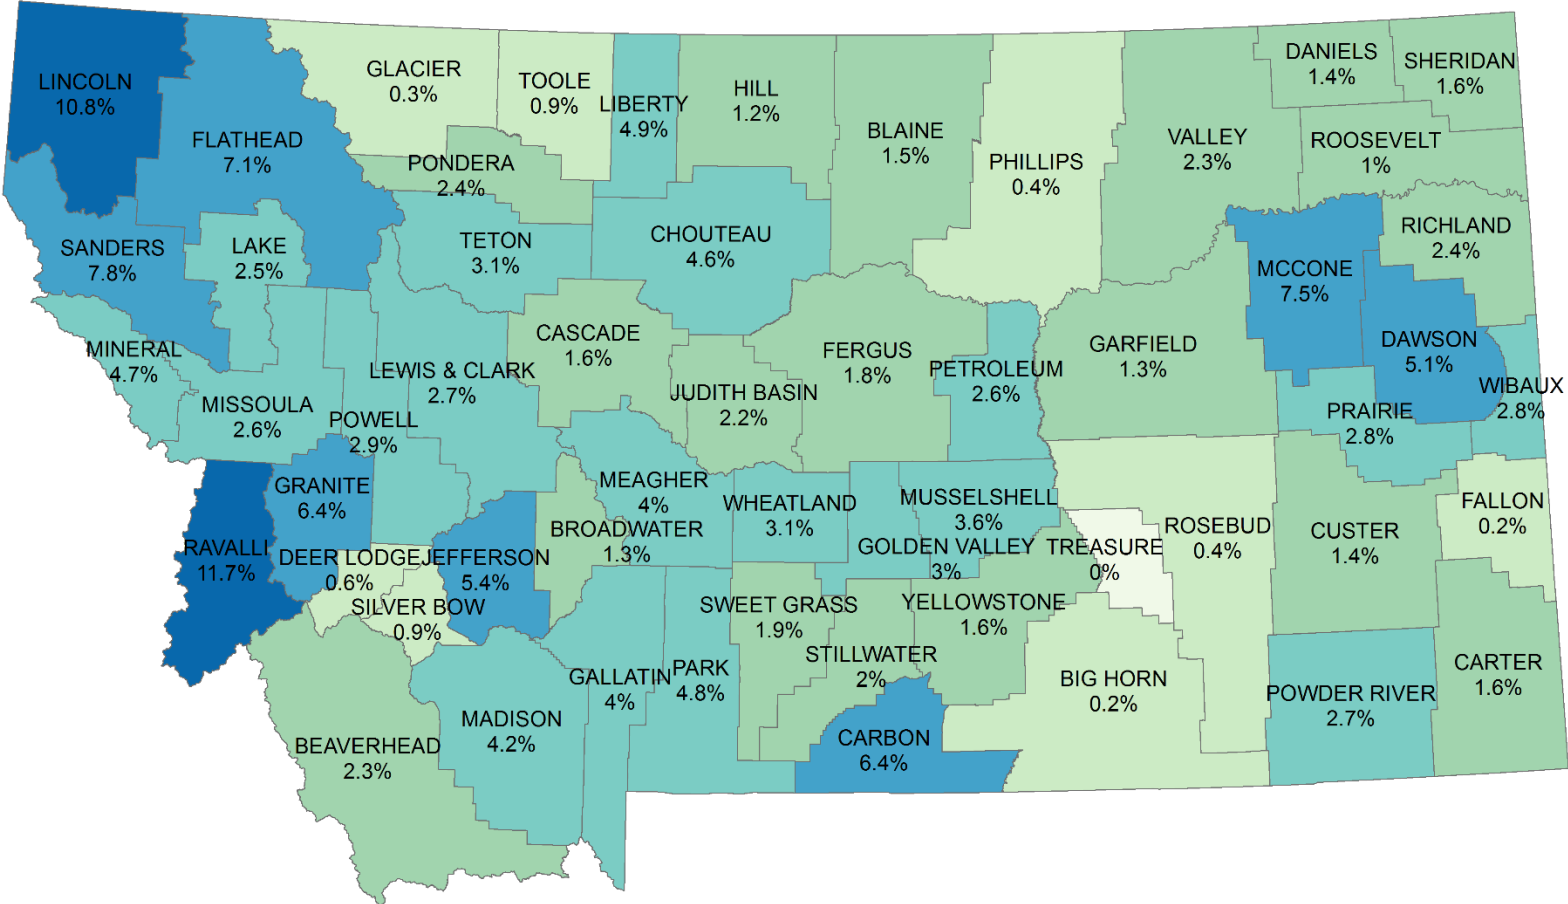 LINCOLN
10.8%
FLATHEAD
7.1%
GLACIER
0.3%
TOOLE
0.9%
LIBERTY
4.9%
HILL
1.2%
BLAINE
1.5%
PHILLIPS
0.4%
VALLEY
2.3%
DANIELS
1.4%
SHERIDAN
1.6%
ROOSEVELT
1%
PONDERA
2.4%
SANDERS
7.8%
LAKE
2.5%
TETON
3.1%
CHOUTEAU
4.6%
MCCONE
7.5%
RICHLAND
2.4%
MINERAL
4.7%
MISSOULA
2.6%
POWELL
2.9%
LEWIS & CLARK
2.7%
CASCADE
1.6%
JUDITH BASIN
2.2%
FERGUS
1.8%
PETROLEUM
2.6%
GARFIELD
1.3%
DAWSON
5.1%
PRAIRIE
2.8%
WIBAUX
2.8%
RAVALLI
11.7%
GRANITE
6.4%
DEER LODGE
0.6%
SILVER BOW
0.9%
JEFFERSON
5.4%
BROADWATER
1.3%
MEAGHER
4%
WHEATLAND
3.1%
GOLDEN VALLEY
3%
MUSSELSHELL
3.6%
TREASURE
0%
ROSEBUD
0.4%
CUSTER
1.4%
FALLON
0.2%
BEAVERHEAD
2.3%
MADISON
4.2%
GALLATIN
4%
PARK
4.8%
SWEET GRASS
1.9%
STILLWATER
2%
YELLOWSTONE
1.6%
CARBON
6.4%
BIG HORN
0.2%
POWDER RIVER
2.7%
CARTER
1.6%